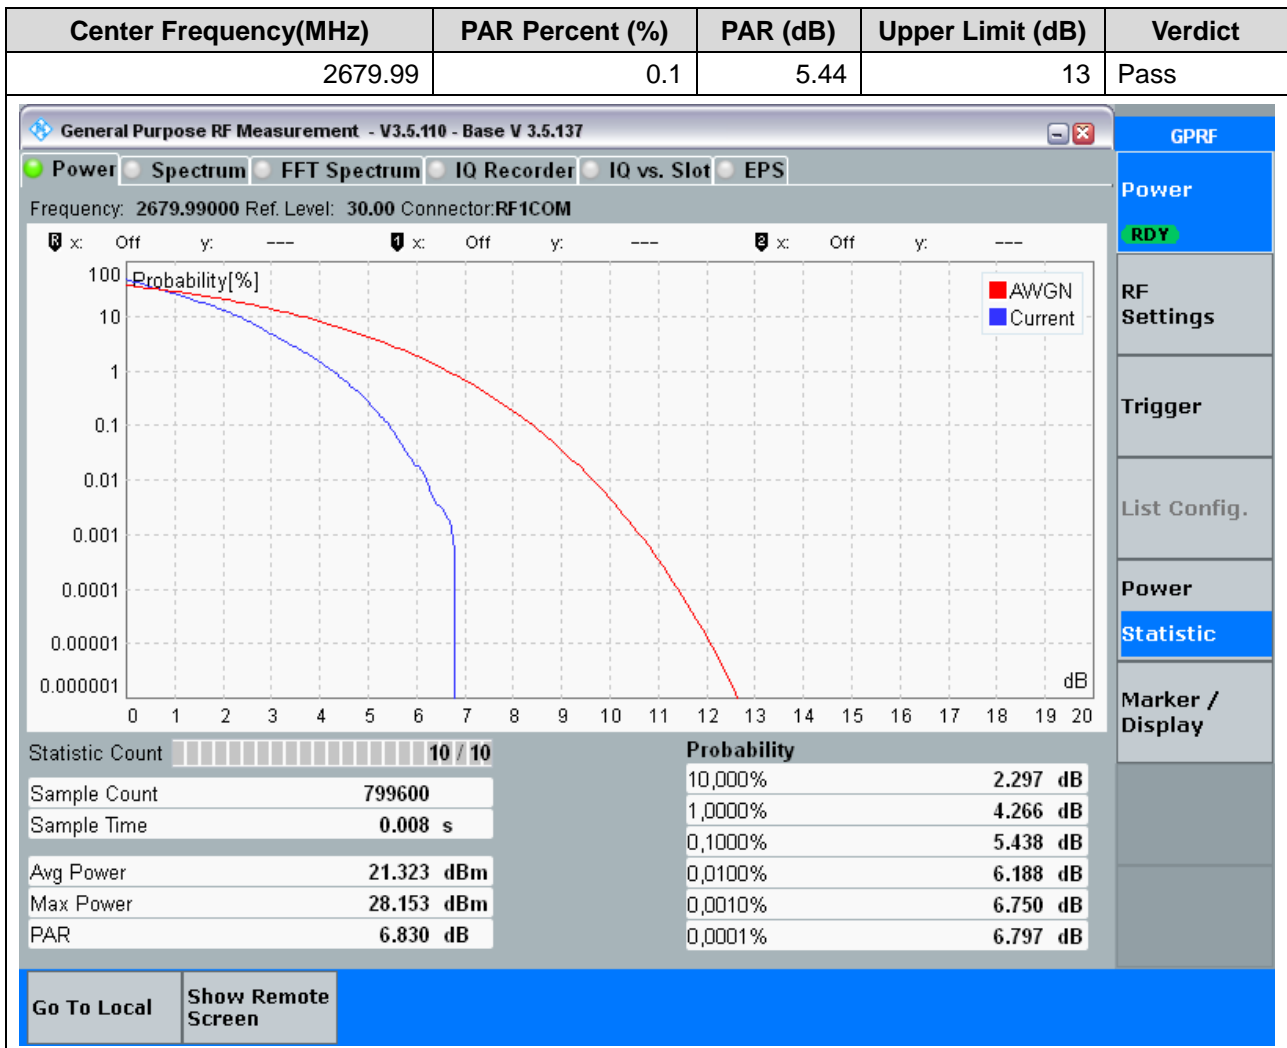 Center Frequency(MHz) PAR Percent (%) PAR (dB) Upper Limit (dB) Verdict
2679.99 0.1 5.44 13 Pass
General Purpose RF Measurement - V3.5.110 - Base V 3.5.137
GPRF
Power Spectrum FFT Spectrum IQ Recorder IQ vs. Slot EPS
Frequency: 2679.99000 Ref. Level: 30.00 Connector:RF1COM
R x: Off y: --- 1 x: Off y: --- 2 x: Off y: ---
Probability[%]
100
10
1
0.1
0.01
0.001
0.0001
0.00001
0.000001
AWGN
Current
dB
0 1 2 3 4 5 6 7 8 9 10 11 12 13 14 15 16 17 18 19 20
Statistic Count 10 / 10
Sample Count 799600
Sample Time 0.008 s
Avg Power 21.323 dBm
Max Power 28.153 dBm
PAR 6.830 dB
Probability
10,000% 2.297 dB
1,0000% 4.266 dB
0,1000% 5.438 dB
0,0100% 6.188 dB
0,0010% 6.750 dB
0,0001% 6.797 dB
Power
RDY
RF
Settings
Trigger
List Config.
Power
Statistic
Marker /
Display
Go To Local
Show Remote
Screen